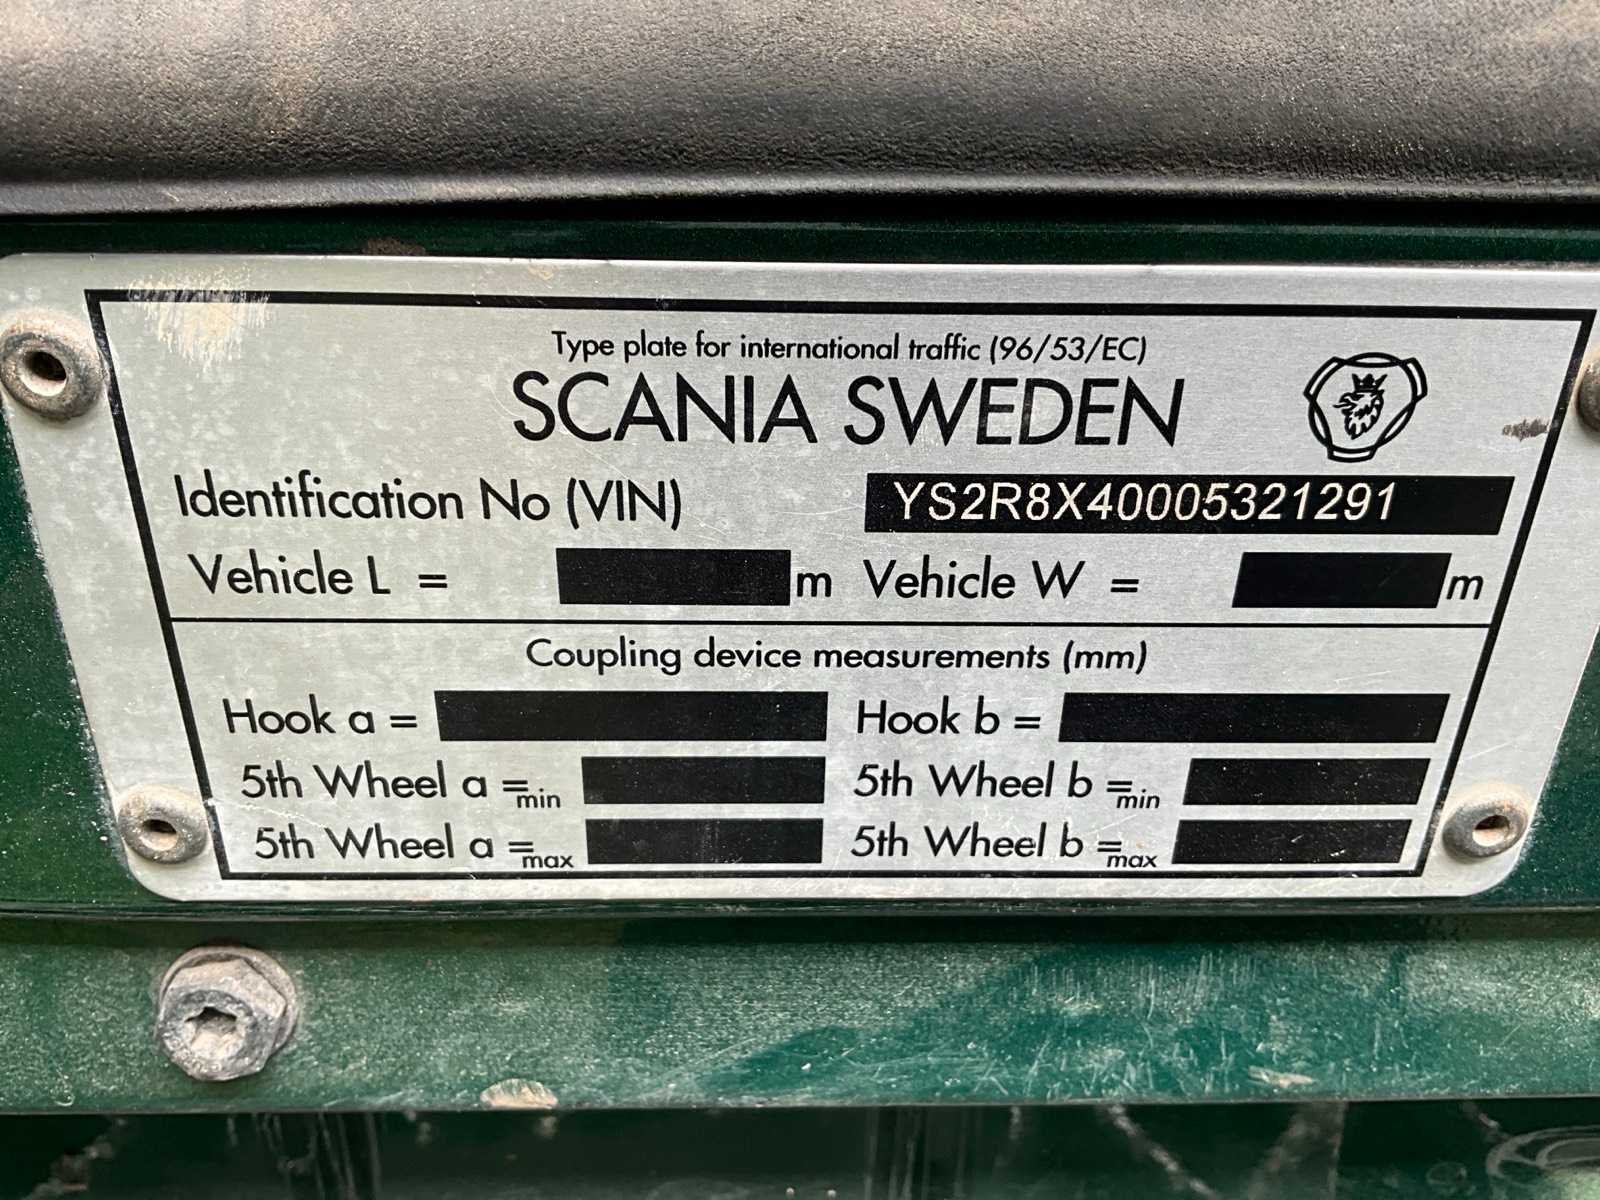 Type plate for international traffic (96/53/EC)
SCANIA SWEDEN
Identification No (VIN) YS2R8X40005321291
Vehicle L = m Vehicle W = m
Coupling device measurements (mm)
Hook a = Hook b =
5th Wheel a =min 5th Wheel b =min
5th Wheel a =max 5th Wheel b =max